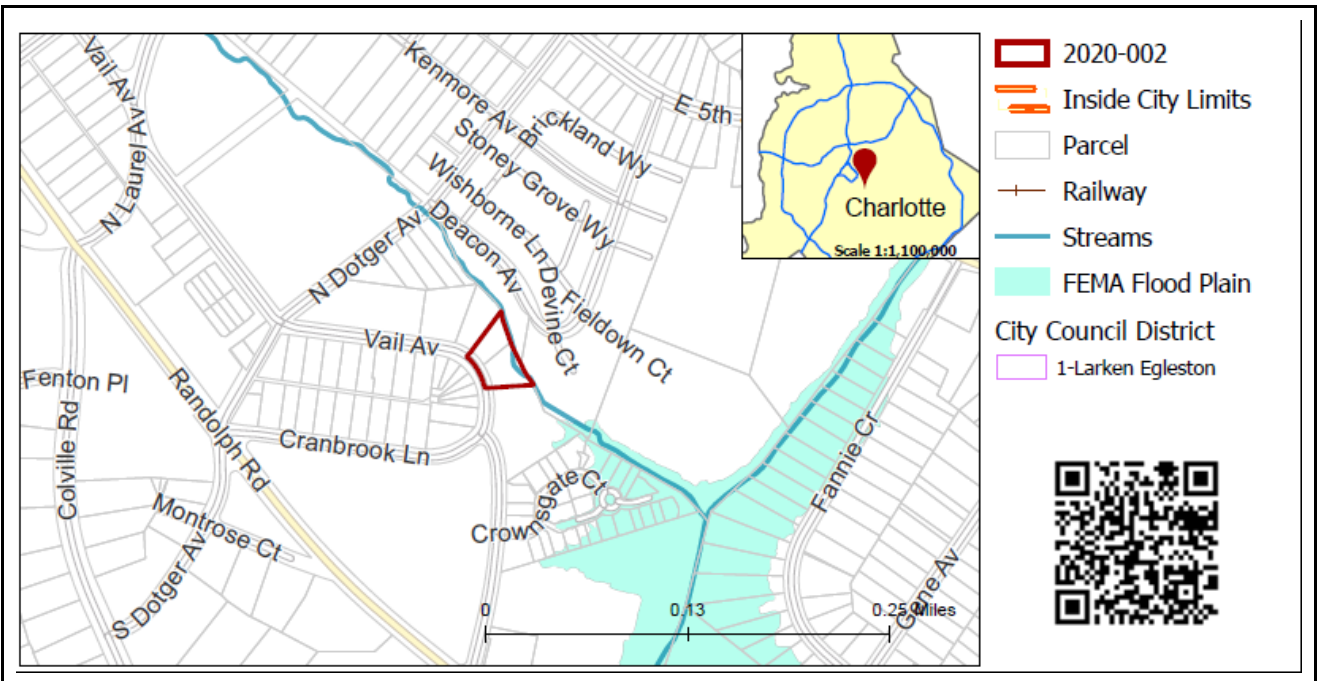 Vail Av
N Laurel Av
Kenmore Av
Brickland Wy
E 5th
Stoney Grove Wy
Wishborne Ln
Deacon Av
Devine Ct
Fieldown Ct
N Dotger Av
Vail Av
Fenton Pl
Colville Rd
Randolph Rd
Cranbrook Ln
Montrose Ct
S Dotger Av
Crownsgate Ct
Fannie Cr
0
0.13
0.25 Miles
Charlotte
Scale 1:1,100,000
2020-002
Inside City Limits
Parcel
Railway
Streams
FEMA Flood Plain
City Council District
1-Larken Egleston